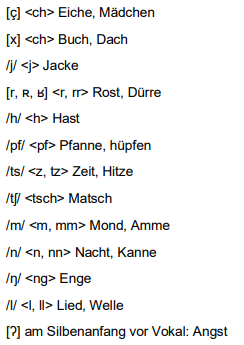 [ç] <ch> Eiche, Mädchen
[x] <ch> Buch, Dach
/j/ <j> Jacke
[r, ʀ, ʁ] <r, rr> Rost, Dürre
/h/ <h> Hast
/pf/ <pf> Pfanne, hüpfen
/ts/ <z, tz> Zeit, Hitze
/tʃ/ <tsch> Matsch
/m/ <m, mm> Mond, Amme
/n/ <n, nn> Nacht, Kanne
/ŋ/ <ng> Enge
/l/ <l, ll> Lied, Welle
[ʔ] am Silbenanfang vor Vokal: Angst